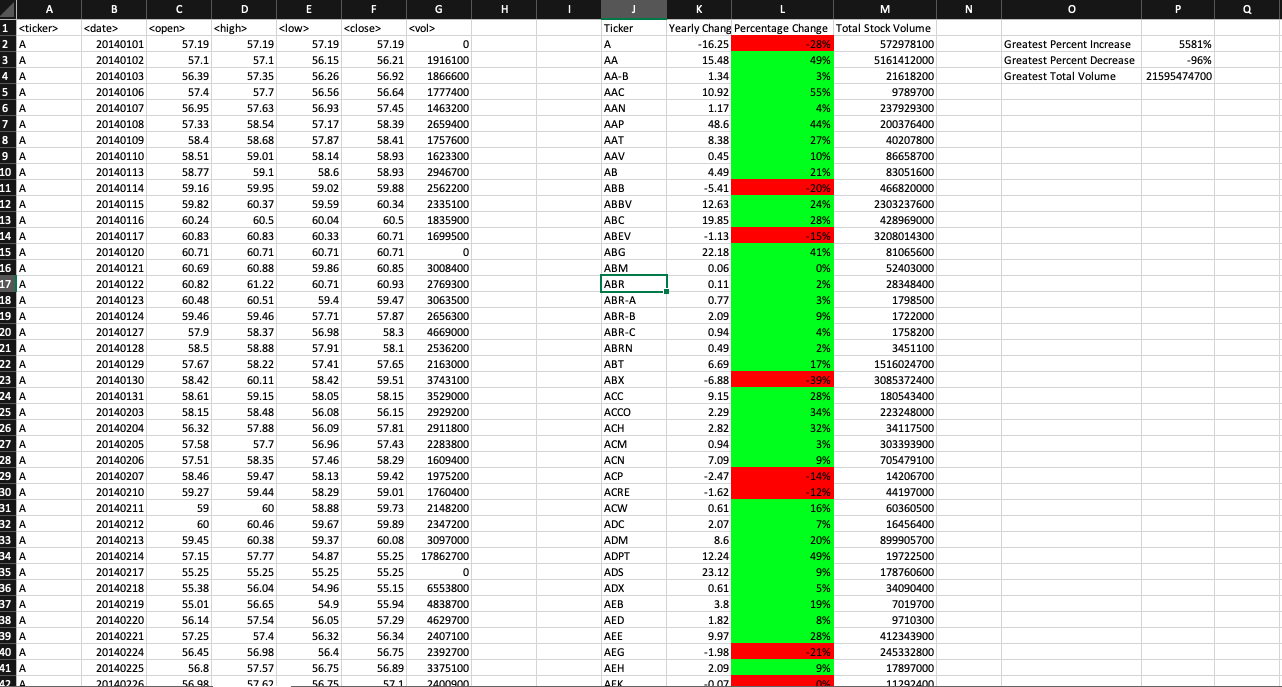 A B C D E F G H I J K L M N O P Q
1 <ticker> <date> <open> <high> <low> <close> <vol> Ticker Yearly Chang Percentage Change Total Stock Volume
2 A 20140101 57.19 57.19 57.19 57.19 0 A -16.25 -28% 572978100 Greatest Percent Increase 5581%
3 A 20140102 57.1 57.1 56.15 56.21 1916100 AA 15.48 49% 5161412000 Greatest Percent Decrease -96%
4 A 20140103 56.39 57.35 56.26 56.92 1866600 AA-B 1.34 3% 21618200 Greatest Total Volume 21595474700
5 A 20140106 57.4 57.7 56.56 56.64 1777400 AAC 10.92 55% 9789700
6 A 20140107 56.95 57.63 56.93 57.45 1463200 AAN 1.17 4% 237929300
7 A 20140108 57.33 58.54 57.17 58.39 2659400 AAP 48.6 44% 200376400
8 A 20140109 58.4 58.68 57.87 58.41 1757600 AAT 8.38 27% 40207800
9 A 20140110 58.51 59.01 58.14 58.93 1623300 AAV 0.45 10% 86658700
10 A 20140113 58.77 59.1 58.6 58.93 2946700 AB 4.49 21% 83051600
11 A 20140114 59.16 59.95 59.02 59.88 2562200 ABB -5.41 -20% 466820000
12 A 20140115 59.82 60.37 59.59 60.34 2335100 ABBV 12.63 24% 2303237600
13 A 20140116 60.24 60.5 60.04 60.5 1835900 ABC 19.85 28% 428969000
14 A 20140117 60.83 60.83 60.33 60.71 1699500 ABEV -1.13 -15% 3208014300
15 A 20140120 60.71 60.71 60.71 60.71 0 ABG 22.18 41% 81065600
16 A 20140121 60.69 60.88 59.86 60.85 3008400 ABM 0.06 0% 52403000
17 A 20140122 60.82 61.22 60.71 60.93 2769300 ABR 0.11 2% 28348400
18 A 20140123 60.48 60.51 59.4 59.47 3063500 ABR-A 0.77 3% 1798500
19 A 20140124 59.46 59.46 57.71 57.87 2656300 ABR-B 2.09 9% 1722000
20 A 20140127 57.9 58.37 56.98 58.3 4669000 ABR-C 0.94 4% 1758200
21 A 20140128 58.5 58.88 57.91 58.1 2536200 ABRN 0.49 2% 3451100
22 A 20140129 57.67 58.22 57.41 57.65 2163000 ABT 6.69 17% 1516024700
23 A 20140130 58.42 60.11 58.42 59.51 3743100 ABX -6.88 -39% 3085372400
24 A 20140131 58.61 59.15 58.05 58.15 3529000 ACC 9.15 28% 180543400
25 A 20140203 58.15 58.48 56.08 56.15 2929200 ACCO 2.29 34% 223248000
26 A 20140204 56.32 57.88 56.09 57.81 2911800 ACH 2.82 32% 34117500
27 A 20140205 57.58 57.7 56.96 57.43 2283800 ACM 0.94 3% 303393900
28 A 20140206 57.51 58.35 57.46 58.29 1609400 ACN 7.09 9% 705479100
29 A 20140207 58.46 59.47 58.13 59.42 1975200 ACP -2.47 -14% 14206700
30 A 20140210 59.27 59.44 58.29 59.01 1760400 ACRE -1.62 -12% 44197000
31 A 20140211 59 60 58.88 59.73 2148200 ACW 0.61 16% 60360500
32 A 20140212 60 60.46 59.67 59.89 2347200 ADC 2.07 7% 16456400
33 A 20140213 59.45 60.38 59.37 60.08 3097000 ADM 8.6 20% 899905700
34 A 20140214 57.15 57.77 54.87 55.25 17862700 ADPT 12.24 49% 19722500
35 A 20140217 55.25 55.25 55.25 55.25 0 ADS 23.12 9% 178760600
36 A 20140218 55.38 56.04 54.96 55.15 6553800 ADX 0.61 5% 34090400
37 A 20140219 55.01 56.65 54.9 55.94 4838700 AEB 3.8 19% 7019700
38 A 20140220 56.14 57.54 56.05 57.29 4629700 AED 1.82 8% 9710300
39 A 20140221 57.25 57.4 56.32 56.34 2407100 AEE 9.97 28% 412343900
40 A 20140224 56.45 56.98 56.4 56.75 2392700 AEG -1.98 -21% 245332800
41 A 20140225 56.8 57.57 56.75 56.89 3375100 AEH 2.09 9% 17897000
42 A 20140226 56.98 57.62 56.75 57.1 2400900 AEK -0.07 0% 11292400